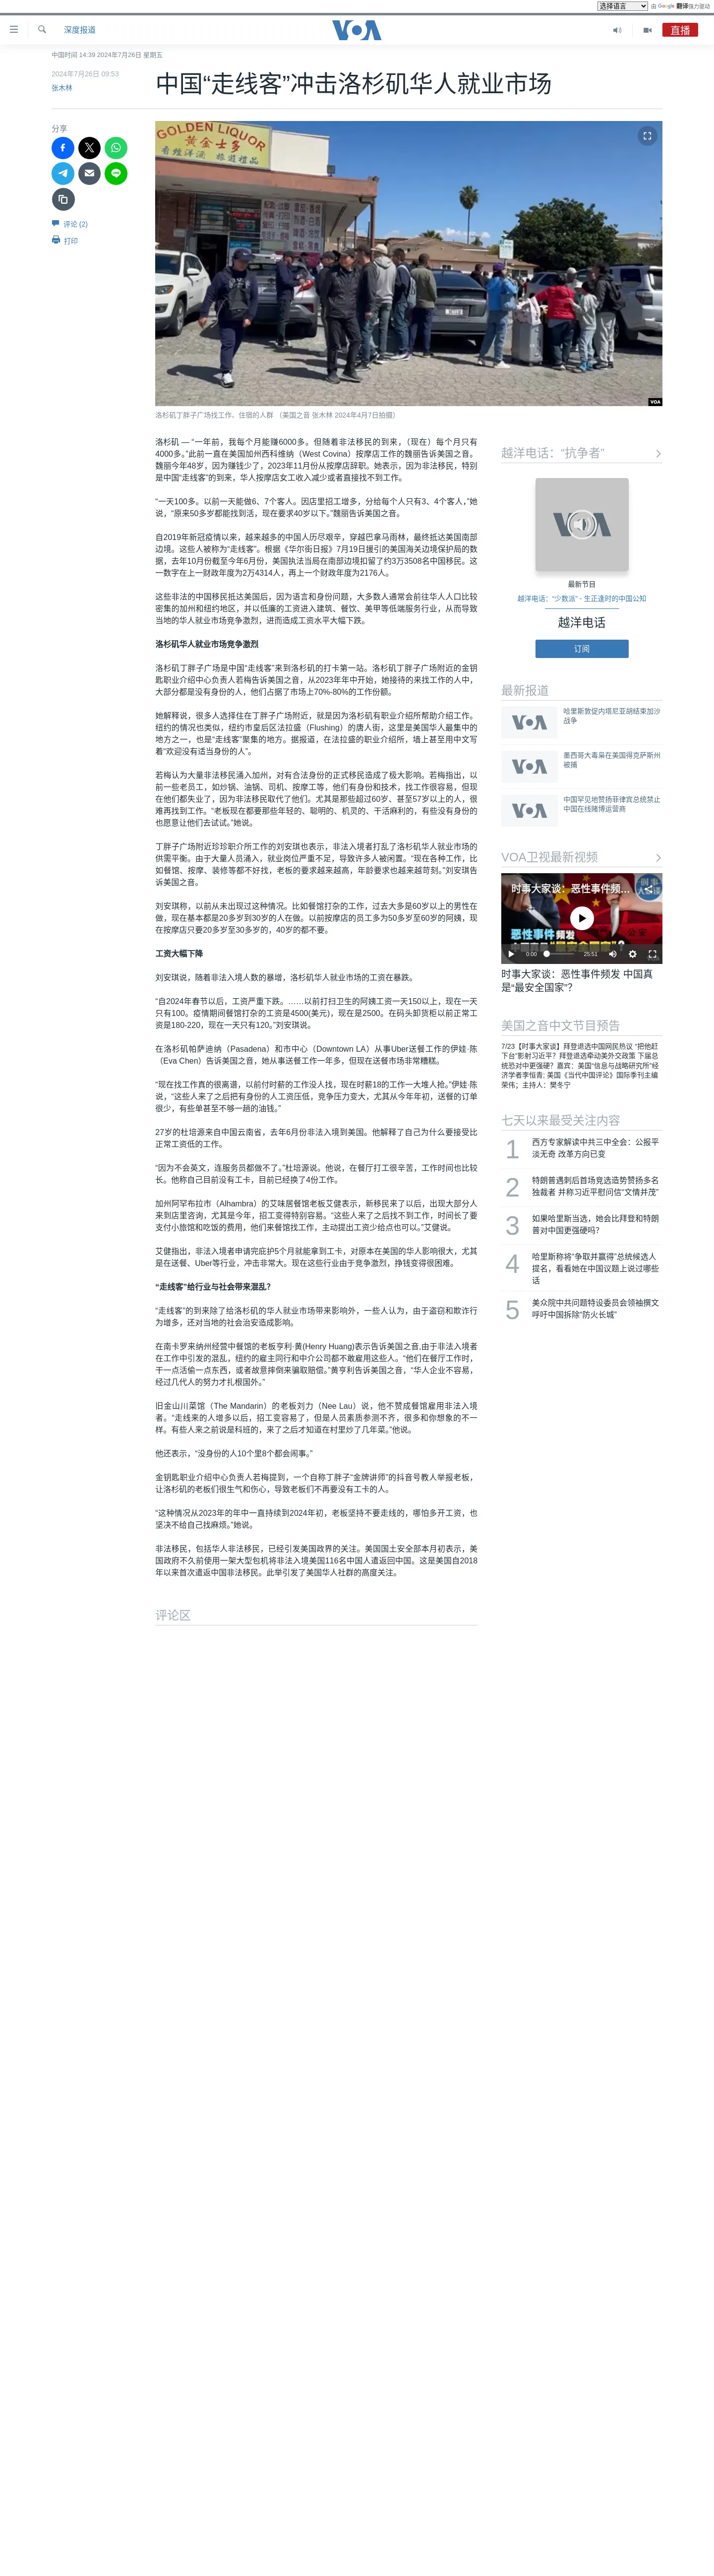 选择语言 由 Google 翻译强力驱动
深度报道
VOA
直播
中国时间 14:39 2024年7月26日 星期五
2024年7月26日 09:53
张木林
中国“走线客”冲击洛杉矶华人就业市场
分享
评论 (2)
打印
GOLDEN LIQUOR
VOA
洛杉矶丁胖子广场找工作、住宿的人群 （美国之音 张木林 2024年4月7日拍摄）
洛杉矶 — “一年前，我每个月能赚6000多。但随着非法移民的到来，（现在）每个月只有
4000多。”此前一直在美国加州西科维纳（West Covina）按摩店工作的魏丽告诉美国之音。
魏丽今年48岁，因为赚钱少了，2023年11月份从按摩店辞职。她表示，因为非法移民，特别
是中国“走线客”的到来，华人按摩店女工收入减少或者直接找不到工作。
“一天100多。以前一天能做6、7个客人。因店里招工增多，分给每个人只有3、4个客人，”她
说，“原来50多岁都能找到活，现在要求40岁以下。”魏丽告诉美国之音。
自2019年新冠疫情以来，越来越多的中国人历尽艰辛，穿越巴拿马雨林，最终抵达美国南部
边境。这些人被称为“走线客”。根据《华尔街日报》7月19日援引的美国海关边境保护局的数
据，去年10月份截至今年6月份，美国执法当局在南部边境扣留了约3万3508名中国移民。这
一数字在上一财政年度为2万4314人，再上一个财政年度为2176人。
这些非法的中国移民抵达美国后，因为语言和身份问题，大多数人通常会前往华人人口比较
密集的加州和纽约地区，并以低廉的工资进入建筑、餐饮、美甲等低端服务行业，从而导致
当地的华人就业市场竞争激烈，进而造成工资水平大幅下跌。
洛杉矶华人就业市场竞争激烈
洛杉矶丁胖子广场是中国“走线客”来到洛杉矶的打卡第一站。洛杉矶丁胖子广场附近的金钥
匙职业介绍中心负责人若梅告诉美国之音，从2023年年中开始，她接待的来找工作的人中，
大部分都是没有身份的人，他们占据了市场上70%-80%的工作份额。
她解释说，很多人选择住在丁胖子广场附近，就是因为洛杉矶有职业介绍所帮助介绍工作。
纽约的情况也类似，纽约市皇后区法拉盛（Flushing）的唐人街，这里是美国华人最集中的
地方之一，也是“走线客”聚集的地方。据报道，在法拉盛的职业介绍所，墙上甚至用中文写
着“欢迎没有适当身份的人”。
若梅认为大量非法移民涌入加州，对有合法身份的正式移民造成了极大影响。若梅指出，以
前一些老员工，如炒锅、油锅、司机、按摩工等，他们有身份和技术，找工作很容易，但现
在他们都失业了，因为非法移民取代了他们。尤其是那些超过60岁、甚至57岁以上的人，很
难再找到工作。“老板现在都要那些年轻的、聪明的、机灵的、干活麻利的，有些没有身份的
也愿意让他们去试试。”她说。
丁胖子广场附近珍珍职介所工作的刘安琪也表示，非法入境者打乱了洛杉矶华人就业市场的
供需平衡。由于大量人员涌入，就业岗位严重不足，导致许多人被闲置。“现在各种工作，比
如餐馆、按摩、装修等都不好找，老板的要求越来越高，年龄要求也越来越苛刻。”刘安琪告
诉美国之音。
刘安琪称，以前从未出现过这种情况。比如餐馆打杂的工作，过去大多是60岁以上的男性在
做，现在基本都是20多岁到30岁的人在做。以前按摩店的员工多为50多岁至60岁的阿姨，现
在按摩店只要20多岁至30多岁的，40岁的都不要。
工资大幅下降
刘安琪说，随着非法入境人数的暴增，洛杉矶华人就业市场的工资在暴跌。
“自2024年春节以后，工资严重下跌。……以前打扫卫生的阿姨工资一天150以上，现在一天
只有100。疫情期间餐馆打杂的工资是4500(美元)，现在是2500。在码头卸货柜以前正常工
资是180-220，现在一天只有120。”刘安琪说。
在洛杉矶帕萨迪纳（Pasadena）和市中心（Downtown LA）从事Uber送餐工作的伊娃·陈
（Eva Chen）告诉美国之音，她从事送餐工作一年多，但现在送餐市场非常糟糕。
“现在找工作真的很离谱，以前付时薪的工作没人找，现在时薪18的工作一大堆人抢。”伊娃·陈
说，“这些人来了之后把有身份的人工资压低，竞争压力变大，尤其从今年年初，送餐的订单
很少，有些单甚至不够一趟的油钱。”
27岁的杜培源来自中国云南省，去年6月份非法入境到美国。他解释了自己为什么要接受比
正常工资低的工作。
“因为不会英文，连服务员都做不了。”杜培源说。他说，在餐厅打工很辛苦，工作时间也比较
长。他称自己目前没有工卡，目前已经换了4份工作。
加州阿罕布拉市（Alhambra）的艾味居餐馆老板艾健表示，新移民来了以后，出现大部分人
来到店里咨询，尤其是今年，招工变得特别容易。“这些人来了之后找不到工作，时间长了要
支付小旅馆和吃饭的费用，他们来餐馆找工作，主动提出工资少给点也可以。”艾健说。
艾健指出，非法入境者申请完庇护5个月就能拿到工卡，对原本在美国的华人影响很大，尤其
是在送餐、Uber等行业，冲击非常大。现在这些行业由于竞争激烈，挣钱变得很困难。
“走线客”给行业与社会带来混乱？
“走线客”的到来除了给洛杉矶的华人就业市场带来影响外，一些人认为，由于盗窃和欺诈行
为增多，还对当地的社会治安造成影响。
在南卡罗来纳州经营中餐馆的老板亨利·黄(Henry Huang)表示告诉美国之音,由于非法入境者
在工作中引发的混乱，纽约的雇主同行和中介公司都不敢雇用这些人。“他们在餐厅工作时，
干一点活偷一点东西，或者故意摔倒来骗取赔偿。”黄亨利告诉美国之音，“华人企业不容易，
经过几代人的努力才扎根国外。”
旧金山川菜馆（The Mandarin）的老板刘力（Nee Lau）说，他不赞成餐馆雇用非法入境
者。“走线来的人增多以后，招工变容易了，但是人员素质参测不齐，很多和你想象的不一
样。有些人来之前说是科班的，来了之后才知道在村里炒了几年菜。”他说。
他还表示，“没身份的人10个里8个都会闹事。”
金钥匙职业介绍中心负责人若梅提到，一个自称丁胖子“金牌讲师”的抖音号教人举报老板，
让洛杉矶的老板们很生气和伤心，导致老板们不再要没有工卡的人。
“这种情况从2023年的年中一直持续到2024年初，老板坚持不要走线的，哪怕多开工资，也
坚决不给自己找麻烦。”她说。
非法移民，包括华人非法移民，已经引发美国政界的关注。美国国土安全部本月初表示，美
国政府不久前使用一架大型包机将非法入境美国116名中国人遣返回中国。这是美国自2018
年以来首次遣返中国非法移民。此举引发了美国华人社群的高度关注。
评论区
越洋电话：“抗争者”
VOA
最新节目
越洋电话：“少数派” - 生正逢时的中国公知
越洋电话
订阅
最新报道
VOA
哈里斯敦促内塔尼亚胡结束加沙
战争
VOA
墨西哥大毒枭在美国得克萨斯州
被捕
VOA
中国罕见地赞扬菲律宾总统禁止
中国在线赌博运营商
VOA卫视最新视频
时事大家谈：恶性事件频…
恶性事件频发
0:00
25:51
时事大家谈：恶性事件频发 中国真
是“最安全国家”？
美国之音中文节目预告
7/23【时事大家谈】拜登退选中国网民热议 “把他赶
下台”影射习近平？拜登退选牵动美外交政策 下届总
统恐对中更强硬？嘉宾：美国“信息与战略研究所”经
济学者李恒青; 美国《当代中国评论》国际季刊主编
荣伟；主持人：樊冬宁
七天以来最受关注内容
1 西方专家解读中共三中全会：公报平
淡无奇 改革方向已变
2 特朗普遇刺后首场竞选造势赞扬多名
独裁者 并称习近平慰问信“文情并茂”
3 如果哈里斯当选，她会比拜登和特朗
普对中国更强硬吗？
4 哈里斯称将“争取并赢得”总统候选人
提名，看看她在中国议题上说过哪些
话
5 美众院中共问题特设委员会领袖撰文
呼吁中国拆除“防火长城”